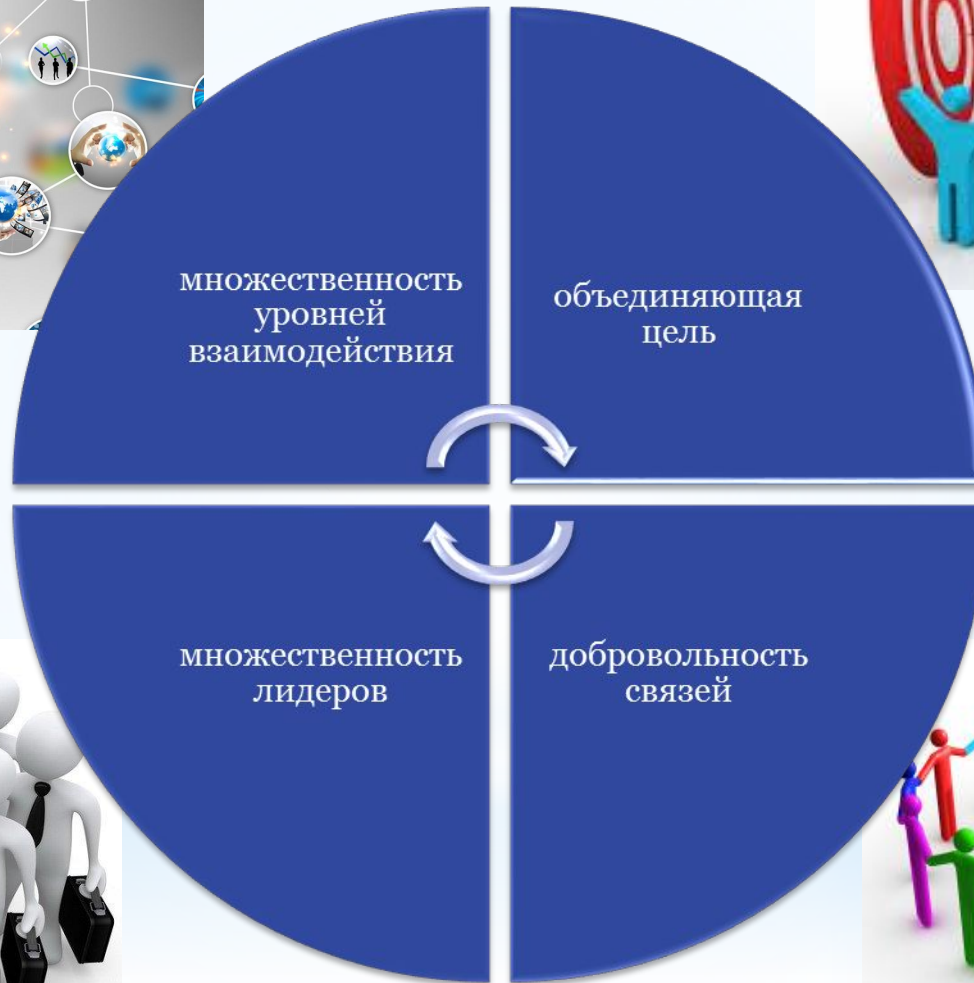 множественность
уровней
взаимодействия
объединяющая
цель
множественность
лидеров
добровольность
связей